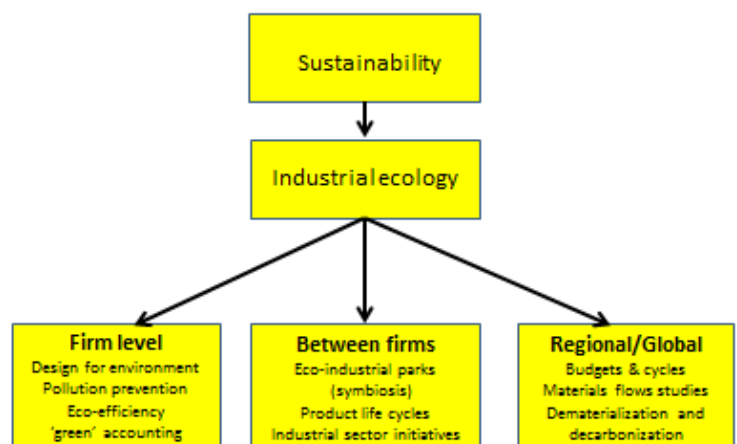 Sustainability
Industrial ecology
Firm level
Design for environment
Pollution prevention
Eco-efficiency
'green' accounting
Between firms
Eco-industrial parks
(symbiosis)
Product life cycles
Industrial sector initiatives
Regional/Global
Budgets & cycles
Materials flows studies
Dematerialization and
decarbonization